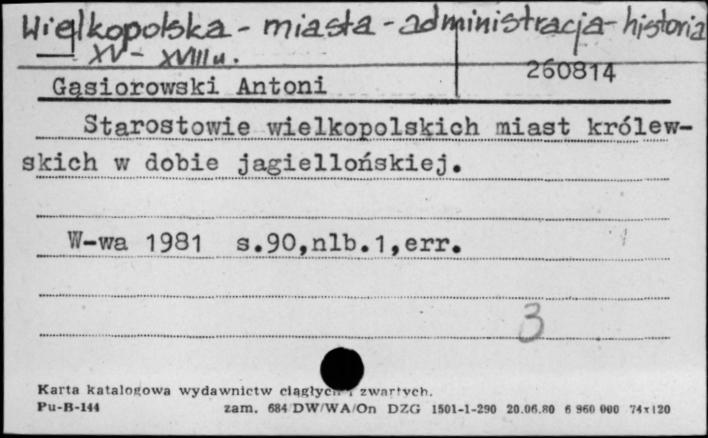 Wielkopolska - miasta - administracja - historia
— XV - XVIII w.
260814
Gąsiorowski Antoni
Starostowie wielkopolskich miast królew-
skich w dobie jagiellońskiej.
W-wa 1981 s.90,nlb.1,err.
3
Karta katalogowa wydawnictw ciągłych i zwartych.
Pu-B-144 zam. 684/DW/WA/On DZG 1501-1-290 20.06.80 6 960 000 74x120